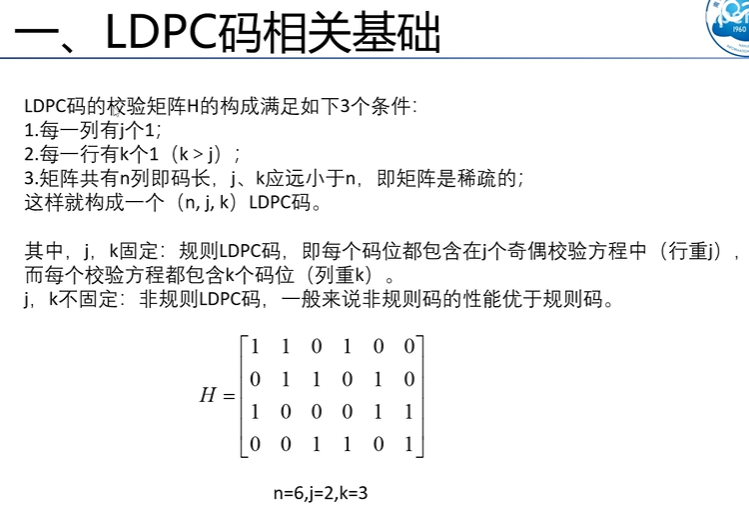 一、LDPC码相关基础
1960
LDPC码的校验矩阵H的构成满足如下3个条件：
1.每一列有j个1；
2.每一行有k个1（k > j）；
3.矩阵共有n列即码长，j、k应远小于n，即矩阵是稀疏的；
这样就构成一个（n, j, k）LDPC码。
其中，j，k固定：规则LDPC码，即每个码位都包含在j个奇偶校验方程中（行重j），
而每个校验方程都包含k个码位（列重k）。
j，k不固定：非规则LDPC码，一般来说非规则码的性能优于规则码。
1 1 0 1 0 0
0 1 1 0 1 0
H =
1 0 0 0 1 1
0 0 1 1 0 1
n=6,j=2,k=3